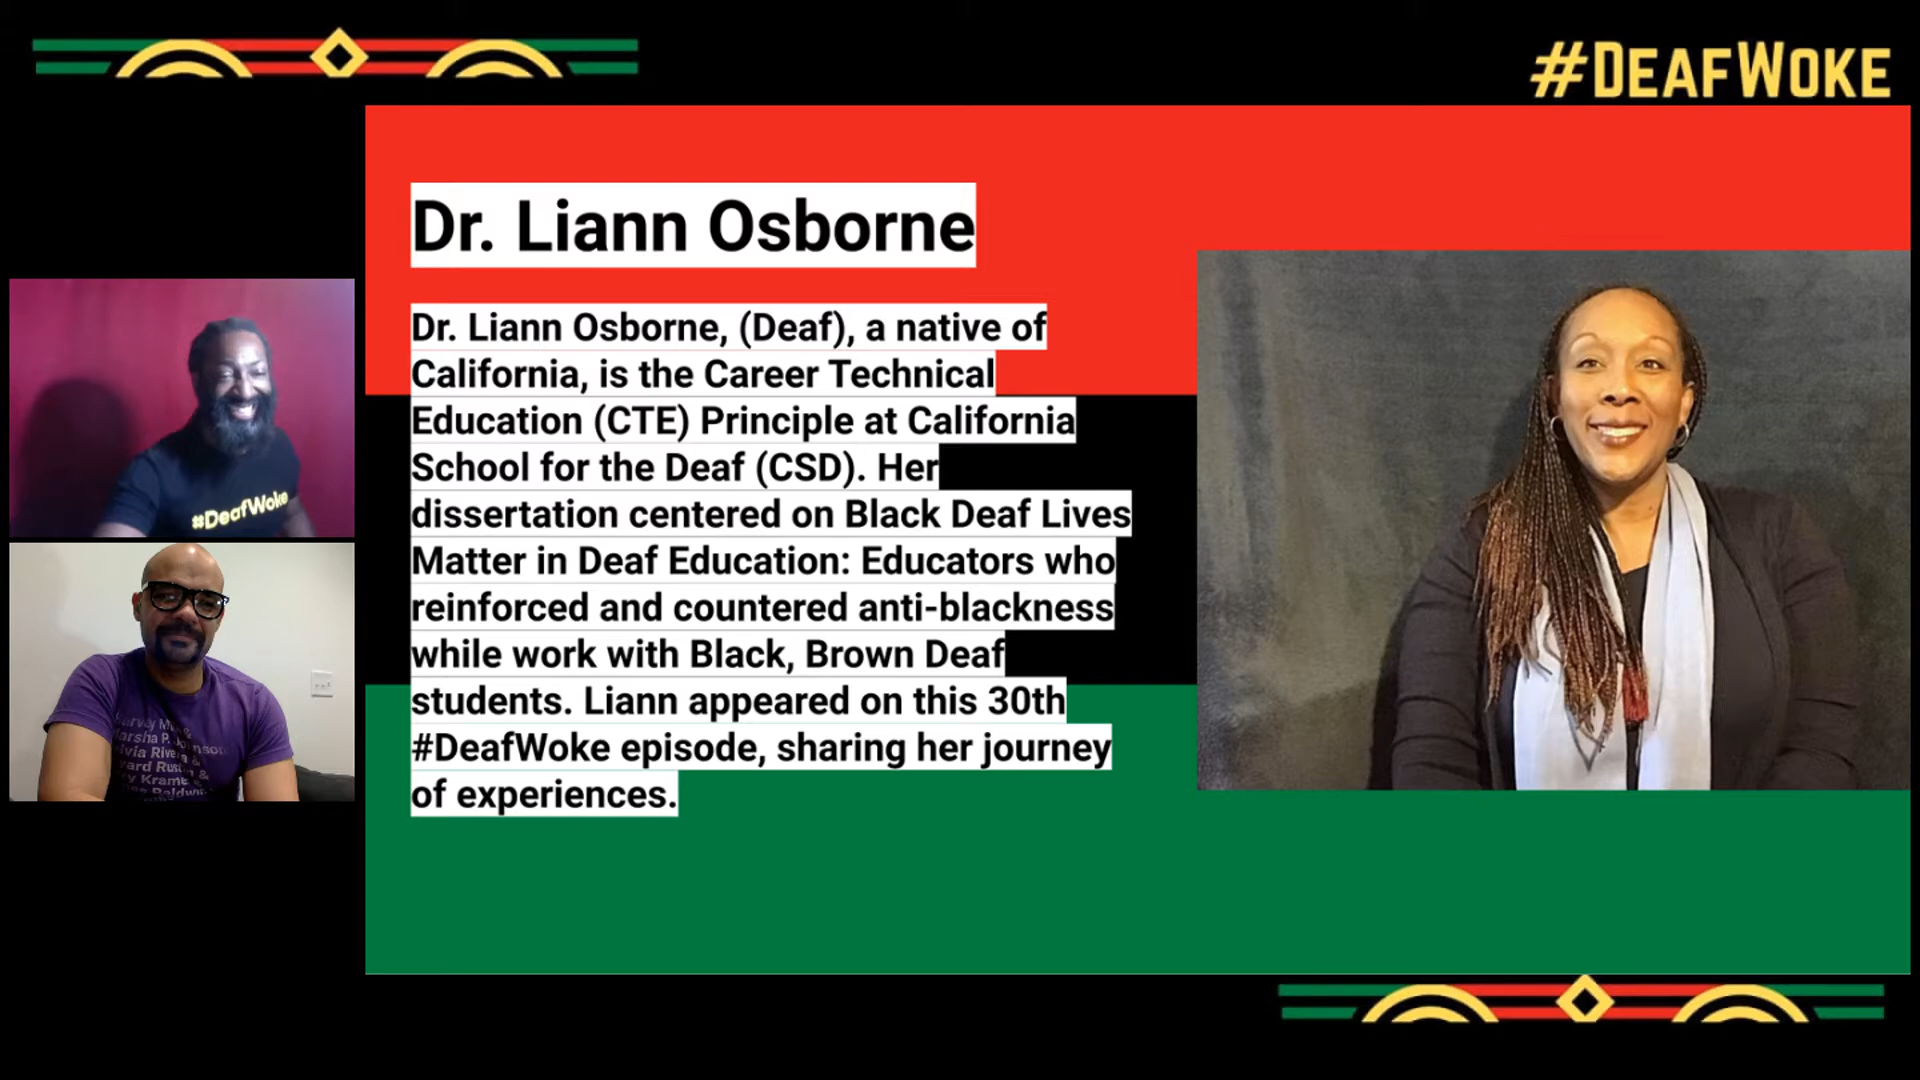 #DEAFWOKE
Dr. Liann Osborne
Dr. Liann Osborne, (Deaf), a native of
California, is the Career Technical
Education (CTE) Principle at California
School for the Deaf (CSD). Her
dissertation centered on Black Deaf Lives
Matter in Deaf Education: Educators who
reinforced and countered anti-blackness
while work with Black, Brown Deaf
students. Liann appeared on this 30th
#DeafWoke episode, sharing her journey
of experiences.
#DeafWoke
Marsha P. Johnson